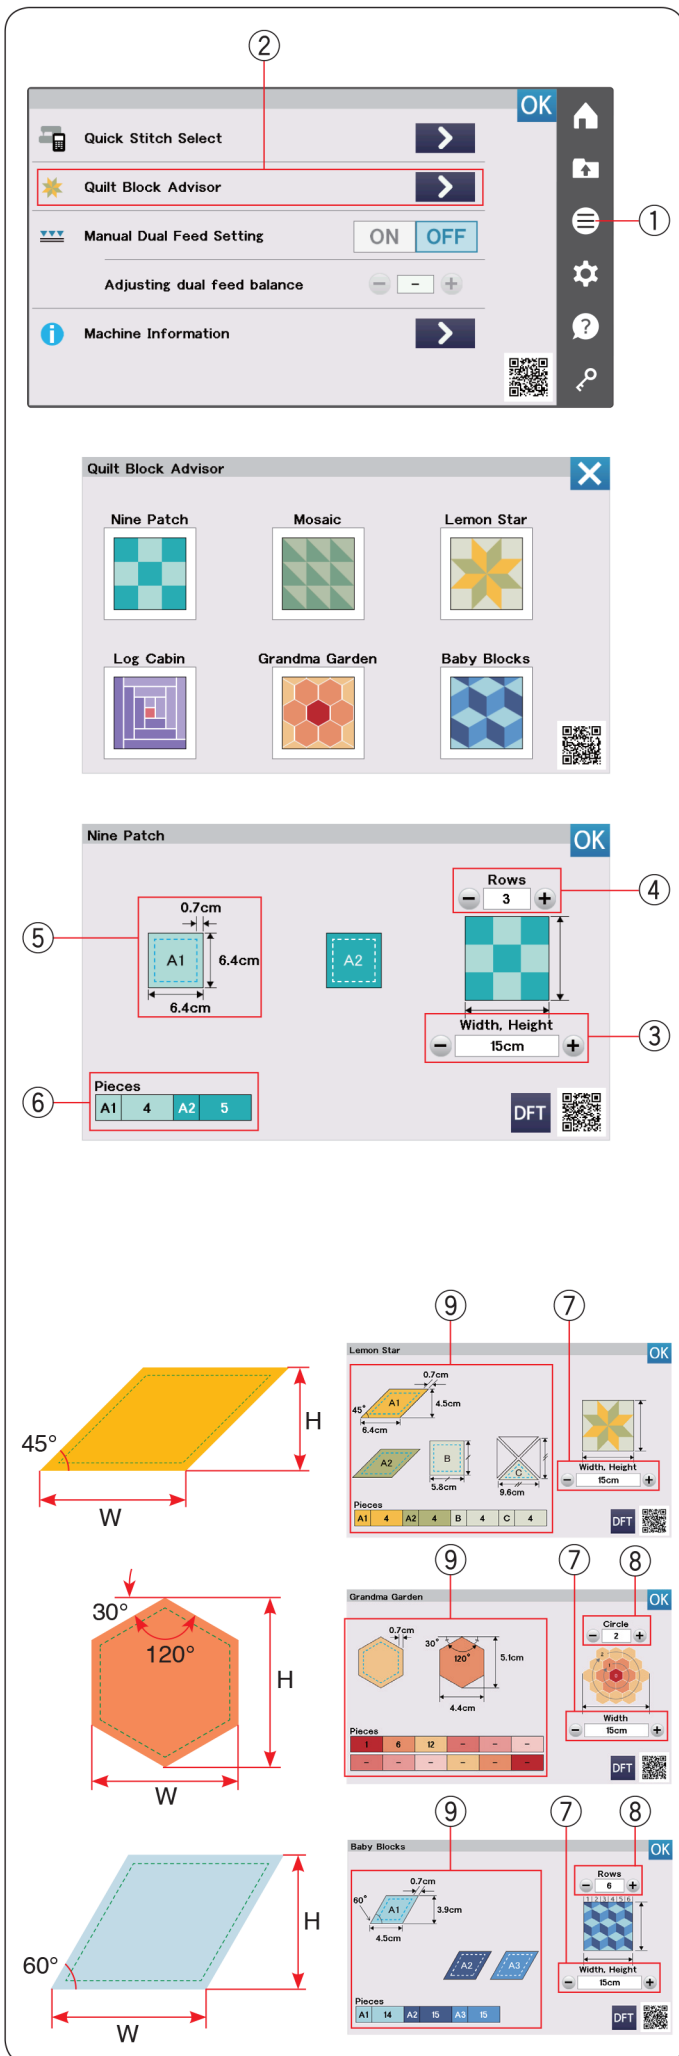 ②
OK
Quick Stitch Select
Quilt Block Advisor
①
Manual Dual Feed Setting ON OFF
Adjusting dual feed balance − - +
Machine Information
Quilt Block Advisor
Nine Patch Mosaic Lemon Star
Log Cabin Grandma Garden Baby Blocks
Nine Patch OK
Rows
− 3 + ④
⑤ 0.7cm
A1 6.4cm A2
6.4cm
Width, Height
− 15cm + ③
⑥ Pieces
A1 4 A2 5
DFT
⑨ ⑦
Lemon Star OK
0.7cm
A1 4.5cm
45°
6.4cm
A2 B C
5.8cm 9.6cm
Width, Height
− 15cm +
Pieces
A1 4 A2 4 B 4 C 4
DFT
45° H
W
⑨ ⑦ ⑧
Grandma Garden OK
0.7cm
30°
120° 5.1cm
4.4cm
Circle
− 2 +
Width
− 15cm +
Pieces
1 6 12 - - -
- - - - - -
DFT
30°
120° H
W
⑨ ⑦ ⑧
Baby Blocks OK
0.7cm
60° A1 3.9cm
4.5cm
A2 A3
Rows
− 6 +
1 2 3 4 5 6
Width, Height
− 15cm +
Pieces
A1 14 A2 15 A3 15
DFT
60° H
W